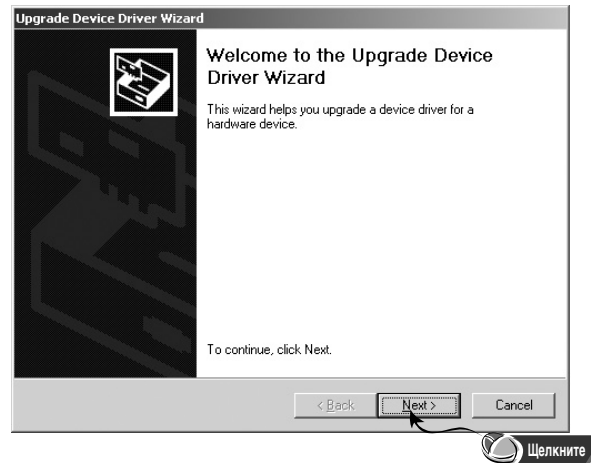 Upgrade Device Driver Wizard
Welcome to the Upgrade Device
Driver Wizard
This wizard helps you upgrade a device driver for a
hardware device.
To continue, click Next.
< Back
Next >
Cancel
Щелкните